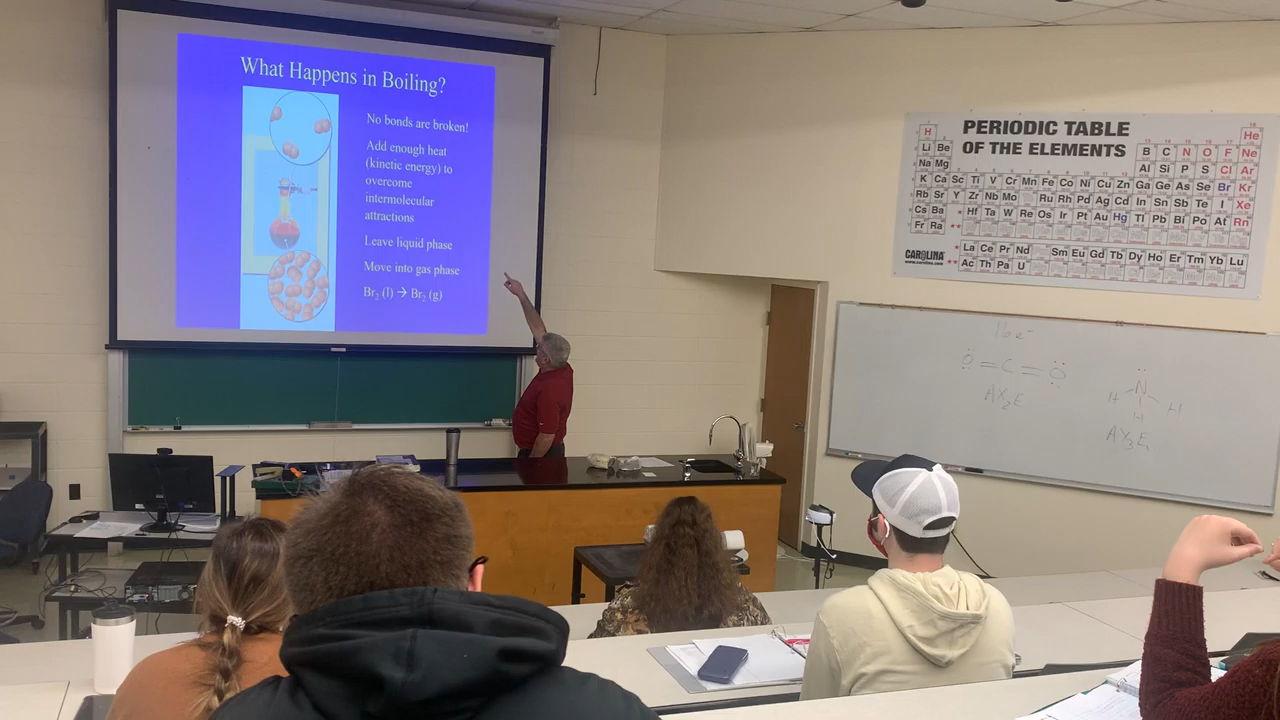 What Happens in Boiling?
No bonds are broken!
Add enough heat
(kinetic energy) to
overcome
intermolecular
attractions
Leave liquid phase
Move into gas phase
Br₂ (l) → Br₂ (g)
PERIODIC TABLE
OF THE ELEMENTS
H He
Li Be B C N O F Ne
Na Mg Al Si P S Cl Ar
K Ca Sc Ti V Cr Mn Fe Co Ni Cu Zn Ga Ge As Se Br Kr
Rb Sr Y Zr Nb Mo Ru Rh Pd Ag Cd In Sn Sb Te I Xe
Cs Ba Hf Ta W Re Os Ir Pt Au Hg Tl Pb Bi Po At Rn
Fr Ra
La Ce Pr Nd Sm Eu Gd Tb Dy Ho Er Tm Yb Lu
Ac Th Pa U
CAROLINA
www.carolina.com
16 e⁻
O = C = O
AX₂E
N
H H
H
AX₃E